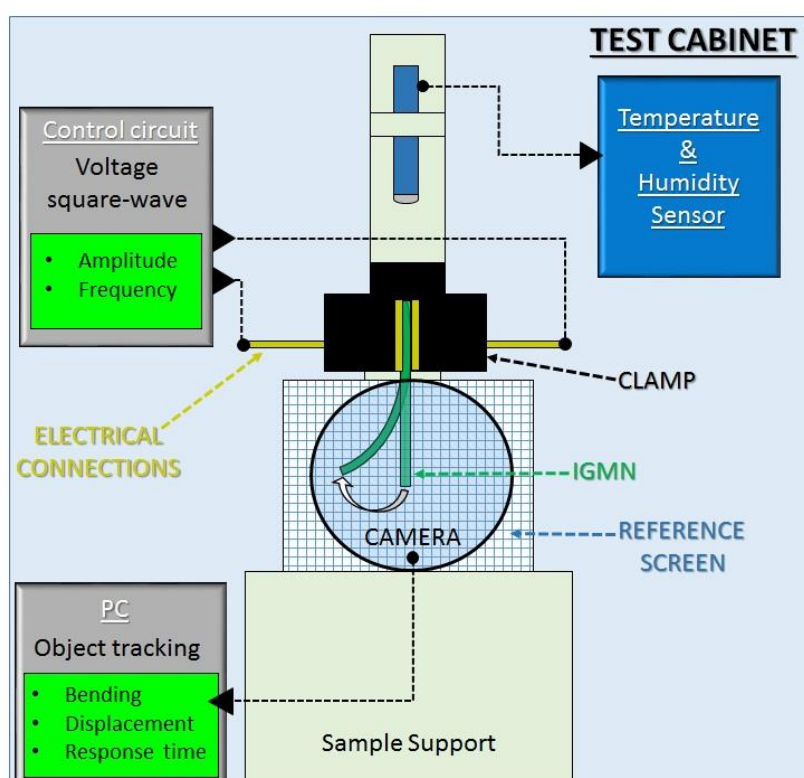 TEST CABINET
Control circuit
Voltage
square-wave
• Amplitude
• Frequency
Temperature
&
Humidity
Sensor
CLAMP
ELECTRICAL
CONNECTIONS
IGMN
CAMERA
REFERENCE
SCREEN
PC
Object tracking
• Bending
• Displacement
• Response time
Sample Support